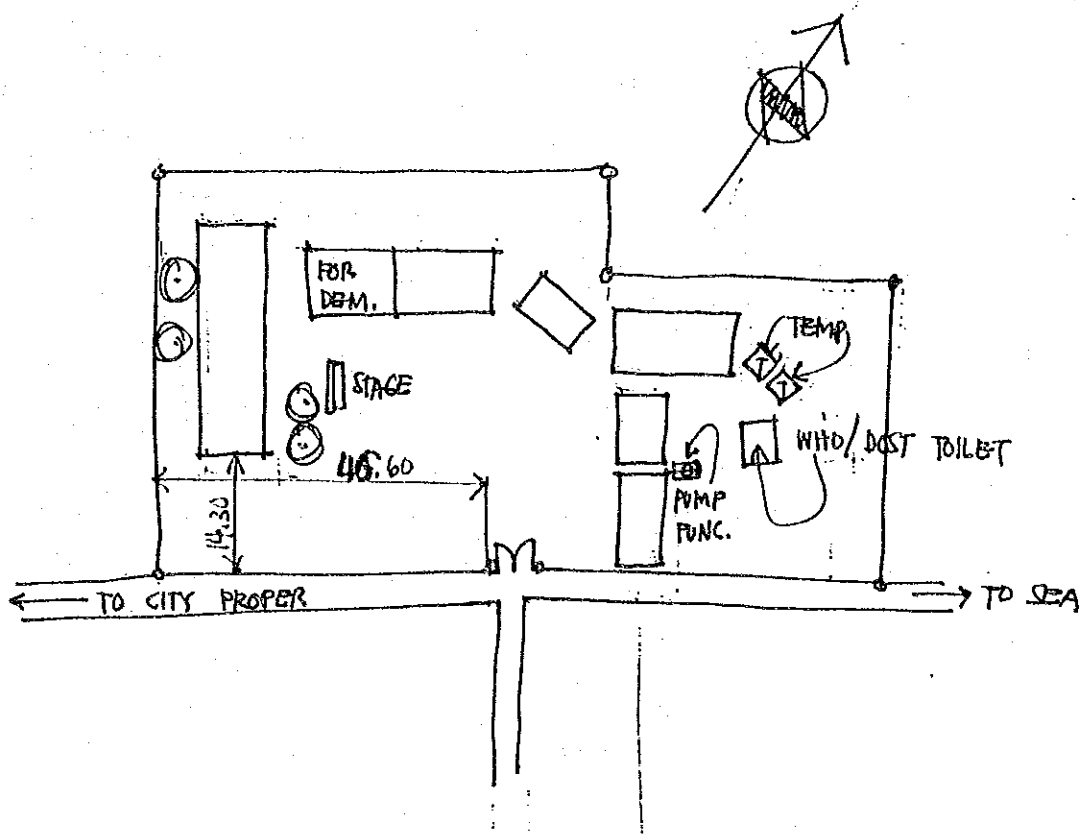 N
FOR
DEM.
TEMP
T
T
STAGE
WHO/DOST TOILET
46.60
14.30
PUMP
FUNC.
TO CITY PROPER
TO SEA